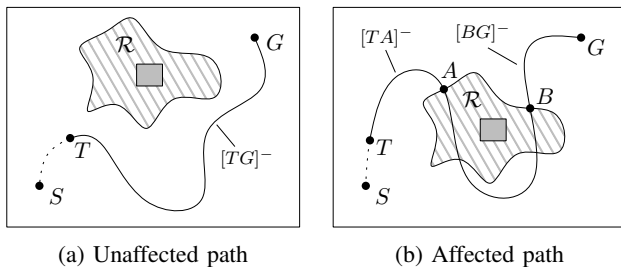 R
G
T
S
[TG]⁻
(a) Unaffected path
[TA]⁻
[BG]⁻
G
A
R
B
T
S
(b) Affected path